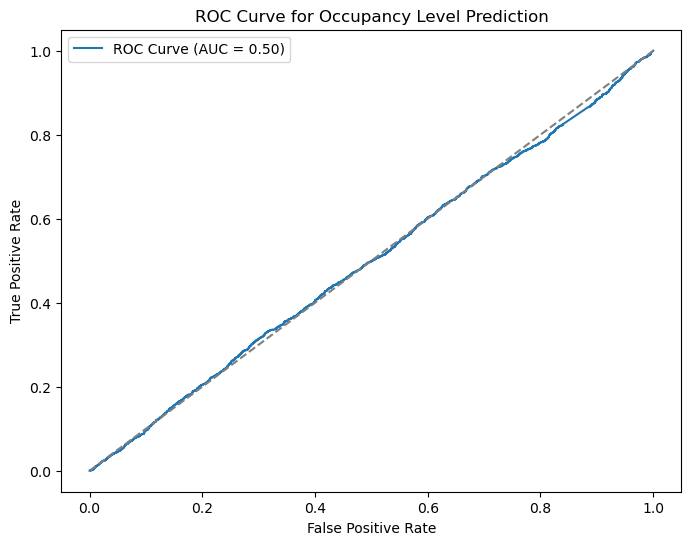 ROC Curve for Occupancy Level Prediction
ROC Curve (AUC = 0.50)
1.0
0.8
0.6
0.4
0.2
0.0
True Positive Rate
0.0 0.2 0.4 0.6 0.8 1.0
False Positive Rate